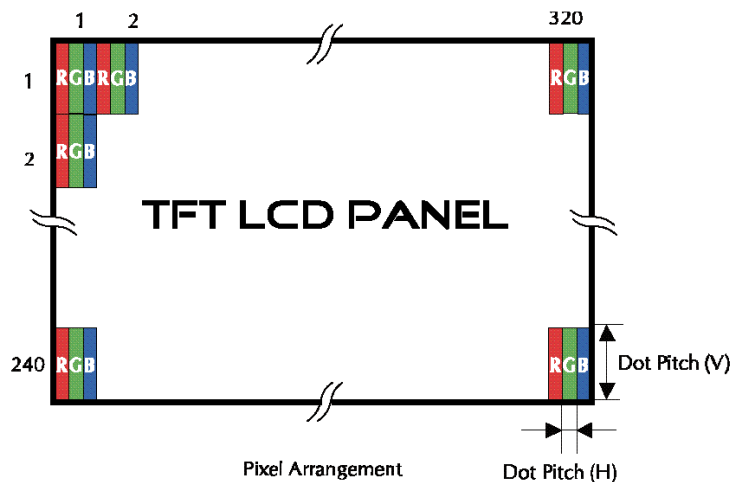 1 2 320
1 RGB RGB RGB
2 RGB
TFT LCD PANEL
240 RGB RGB Dot Pitch (V)
Pixel Arrangement Dot Pitch (H)